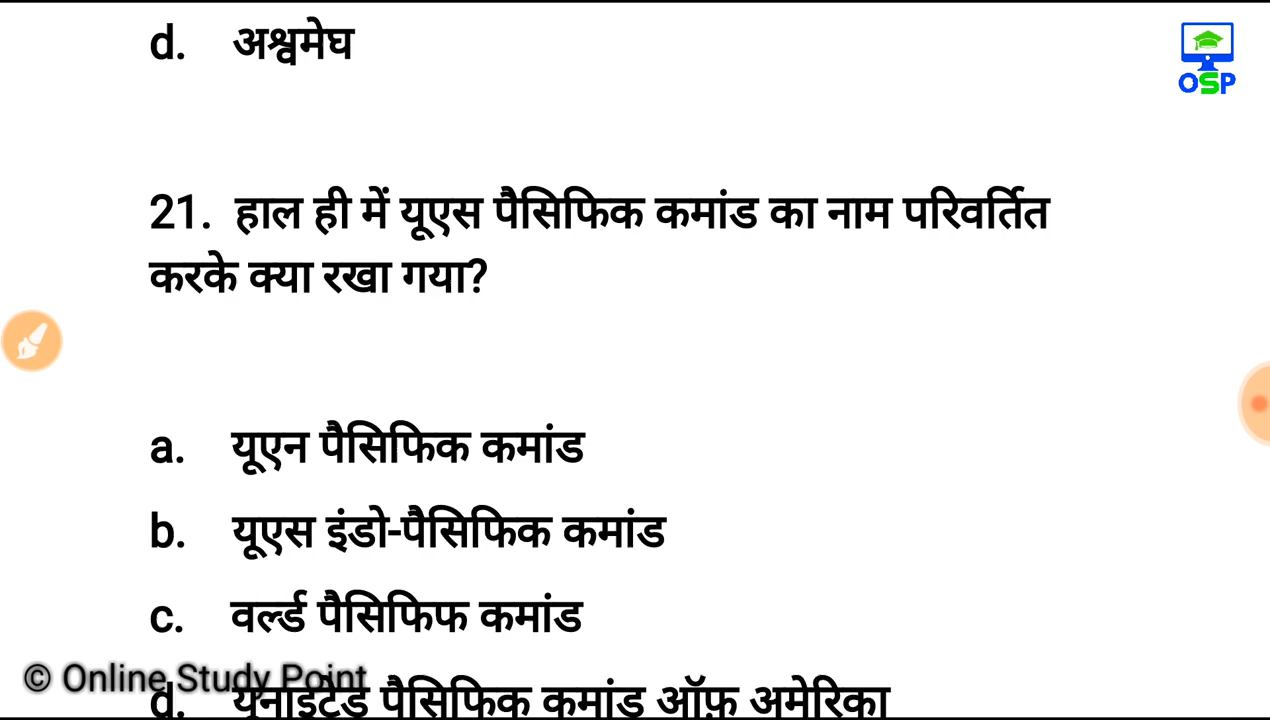 d. अश्वमेघ
OSP
21. हाल ही में यूएस पैसिफिक कमांड का नाम परिवर्तित
करके क्या रखा गया?
a. यूएन पैसिफिक कमांड
b. यूएस इंडो-पैसिफिक कमांड
c. वर्ल्ड पैसिफिफ कमांड
© Online Study Point
d. यूनाइटेड पैसिफिक कमांड ऑफ़ अमेरिका